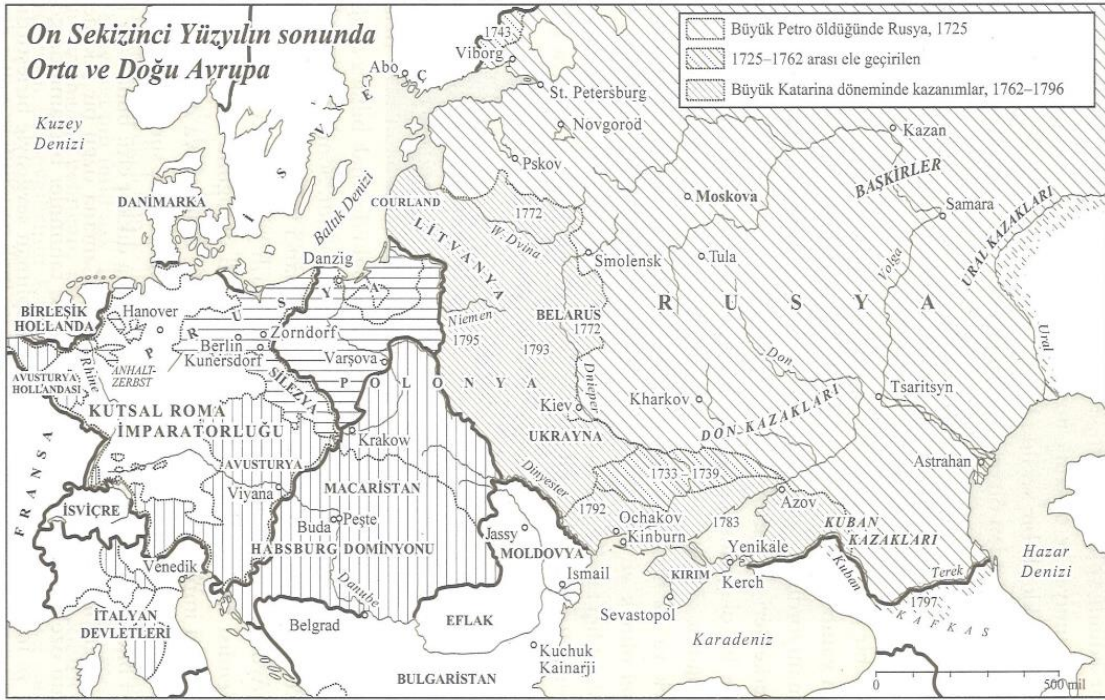 On Sekizinci Yüzyılın sonunda
Orta ve Doğu Avrupa
Büyük Petro öldüğünde Rusya, 1725
1725–1762 arası ele geçirilen
Büyük Katarina döneminde kazanımlar, 1762–1796
Kuzey
Denizi
1743
Viborg
Abo
St. Petersburg
Novgorod
Pskov
Kazan
BAŞKİRLER
Moskova
Samara
URAL KAZAKLARI
DANİMARKA
İSVEÇ
Baltık Denizi
COURLAND
1772
W. Dvina
LİTVANYA
Smolensk
Tula
Volga
RUSYA
Danzig
BİRLEŞİK
HOLLANDA
Hanover
PRUSYA
Zorndorf
Berlin
Kunersdorf
Niemen
1795
BELARUS
1772
1793
Varşova
Ural
AVUSTURYA
HOLLANDASI
Rhine
ANHALT-
ZERBST
SİLEZYA
POLONYA
Dnieper
Don
Tsaritsyn
KUTSAL ROMA
İMPARATORLUĞU
Kiev
Kharkov
DON KAZAKLARI
Krakow
UKRAYNA
FRANSA
AVUSTURYA
Viyana
MACARİSTAN
Dinyester
1733–1739
Astrahan
İSVİÇRE
Buda
Peşte
1792
Ochakov
Kinburn
1783
Azov
KUBAN
KAZAKLARI
Jassy
MOLDOVYA
HABSBURG DOMİNYONU
Venedik
Yenikale
Kerch
KIRIM
Kuban
Terek
Hazar
Denizi
Danube
Ismail
Sevastopol
1797
KAFKAS
İTALYAN
DEVLETLERİ
Belgrad
EFLAK
Karadeniz
Kuchuk
Kainarji
BULGARİSTAN
0
500 mil